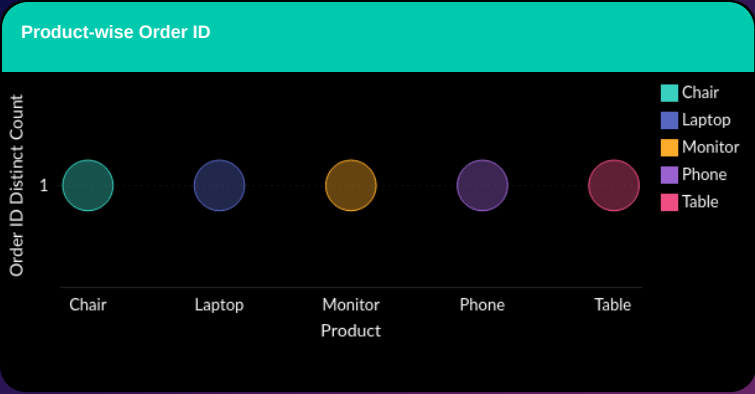 Product-wise Order ID
Order ID Distinct Count
1
Chair
Laptop
Monitor
Phone
Table
Product
Chair
Laptop
Monitor
Phone
Table